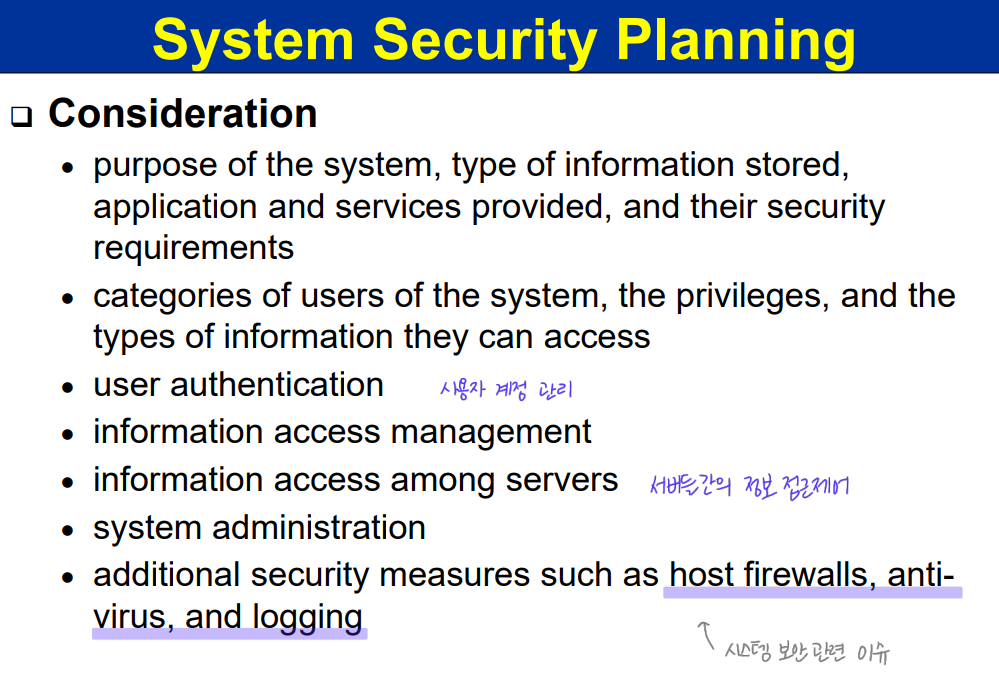 System Security Planning
❑ Consideration
• purpose of the system, type of information stored,
application and services provided, and their security
requirements
• categories of users of the system, the privileges, and the
types of information they can access
• user authentication 사용자 계정 관리
• information access management
• information access among servers 서버들간의 정보 접근제어
• system administration
• additional security measures such as host firewalls, anti-
virus, and logging
시스템 보안 관련 이슈